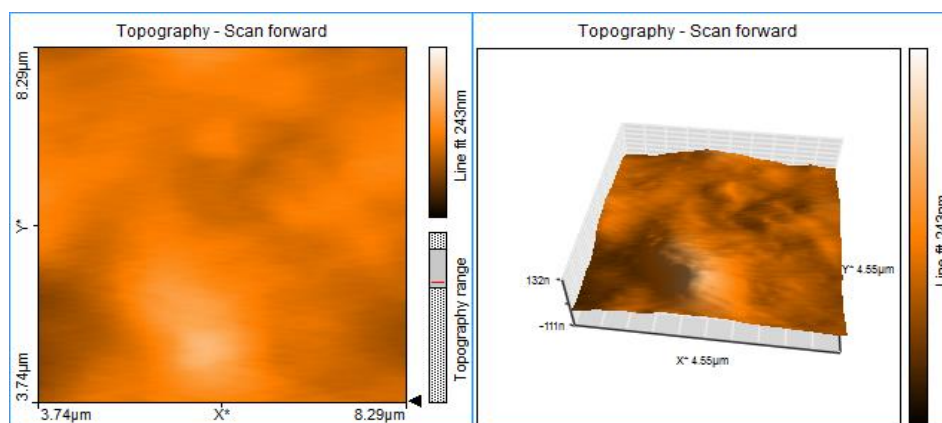 Topography - Scan forward
8.29µm
Y*
3.74µm
3.74µm
X*
8.29µm
Line fit 243nm
Topography range
Topography - Scan forward
132n
-111n
X* 4.55µm
Y* 4.55µm
Line fit 243nm